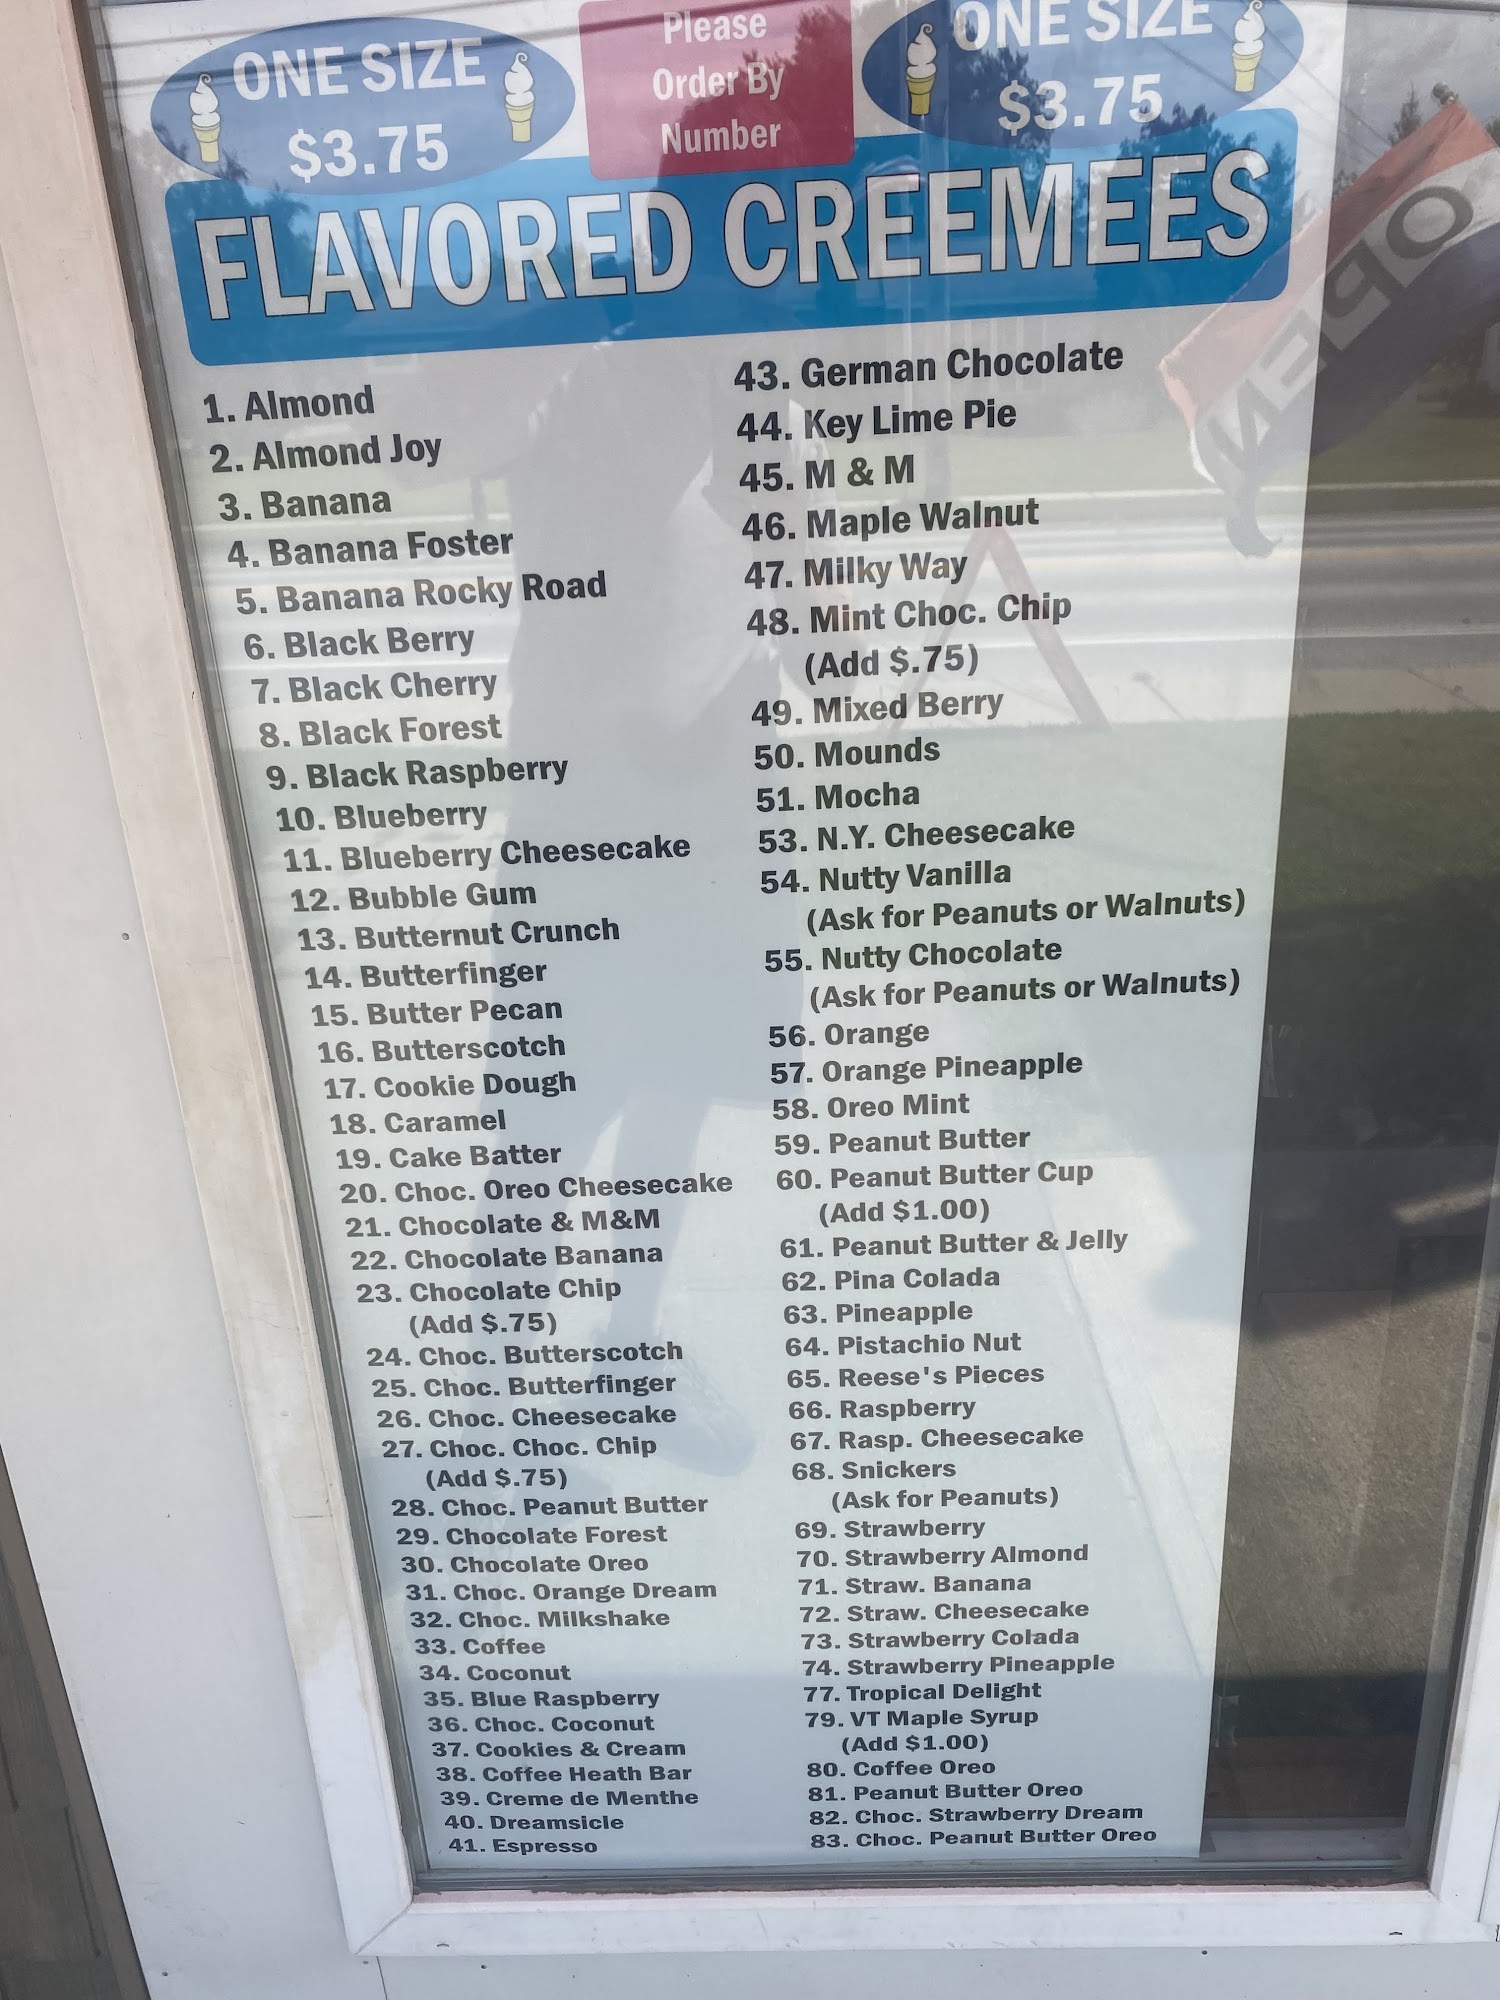 ONE SIZE
$3.75
Please
Order By
Number
ONE SIZE
$3.75
FLAVORED CREEMEES
1. Almond
2. Almond Joy
3. Banana
4. Banana Foster
5. Banana Rocky Road
6. Black Berry
7. Black Cherry
8. Black Forest
9. Black Raspberry
10. Blueberry
11. Blueberry Cheesecake
12. Bubble Gum
13. Butternut Crunch
14. Butterfinger
15. Butter Pecan
16. Butterscotch
17. Cookie Dough
18. Caramel
19. Cake Batter
20. Choc. Oreo Cheesecake
21. Chocolate & M&M
22. Chocolate Banana
23. Chocolate Chip
(Add $.75)
24. Choc. Butterscotch
25. Choc. Butterfinger
26. Choc. Cheesecake
27. Choc. Choc. Chip
(Add $.75)
28. Choc. Peanut Butter
29. Chocolate Forest
30. Chocolate Oreo
31. Choc. Orange Dream
32. Choc. Milkshake
33. Coffee
34. Coconut
35. Blue Raspberry
36. Choc. Coconut
37. Cookies & Cream
38. Coffee Heath Bar
39. Creme de Menthe
40. Dreamsicle
41. Espresso
43. German Chocolate
44. Key Lime Pie
45. M & M
46. Maple Walnut
47. Milky Way
48. Mint Choc. Chip
(Add $.75)
49. Mixed Berry
50. Mounds
51. Mocha
53. N.Y. Cheesecake
54. Nutty Vanilla
(Ask for Peanuts or Walnuts)
55. Nutty Chocolate
(Ask for Peanuts or Walnuts)
56. Orange
57. Orange Pineapple
58. Oreo Mint
59. Peanut Butter
60. Peanut Butter Cup
(Add $1.00)
61. Peanut Butter & Jelly
62. Pina Colada
63. Pineapple
64. Pistachio Nut
65. Reese's Pieces
66. Raspberry
67. Rasp. Cheesecake
68. Snickers
(Ask for Peanuts)
69. Strawberry
70. Strawberry Almond
71. Straw. Banana
72. Straw. Cheesecake
73. Strawberry Colada
74. Strawberry Pineapple
77. Tropical Delight
79. VT Maple Syrup
(Add $1.00)
80. Coffee Oreo
81. Peanut Butter Oreo
82. Choc. Strawberry Dream
83. Choc. Peanut Butter Oreo
OPEN